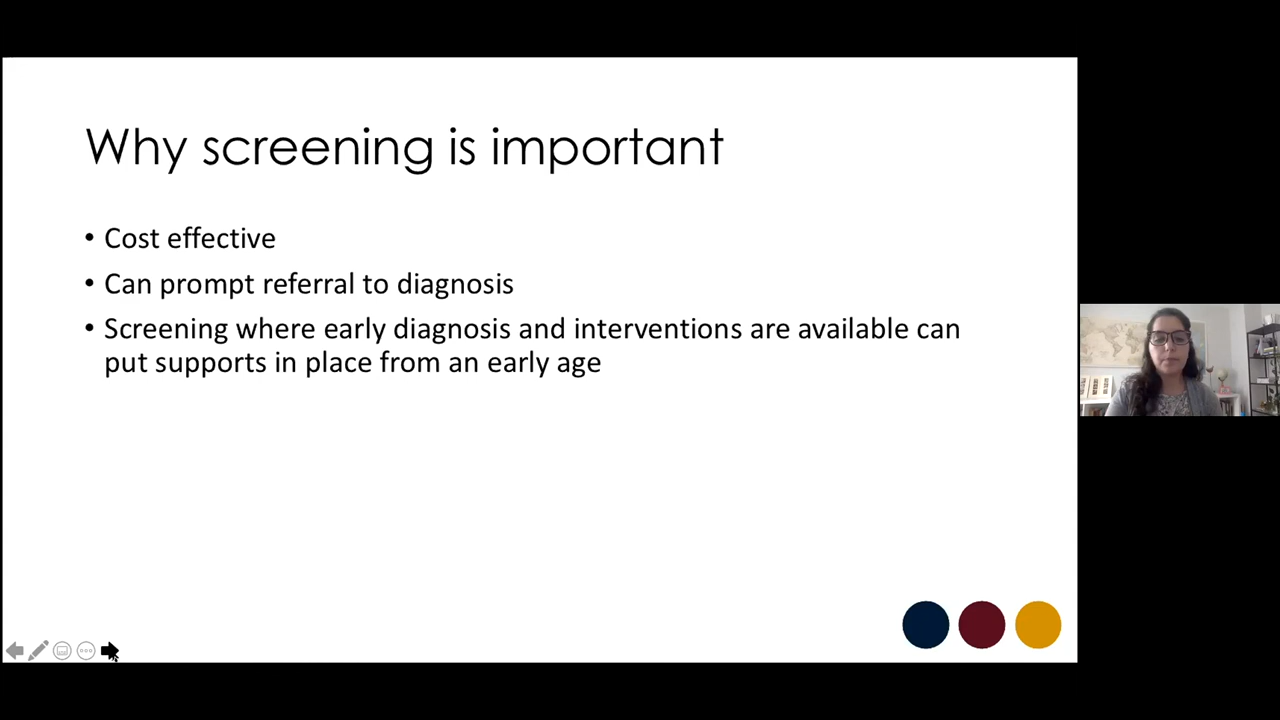 Why screening is important
• Cost effective
• Can prompt referral to diagnosis
• Screening where early diagnosis and interventions are available can
put supports in place from an early age